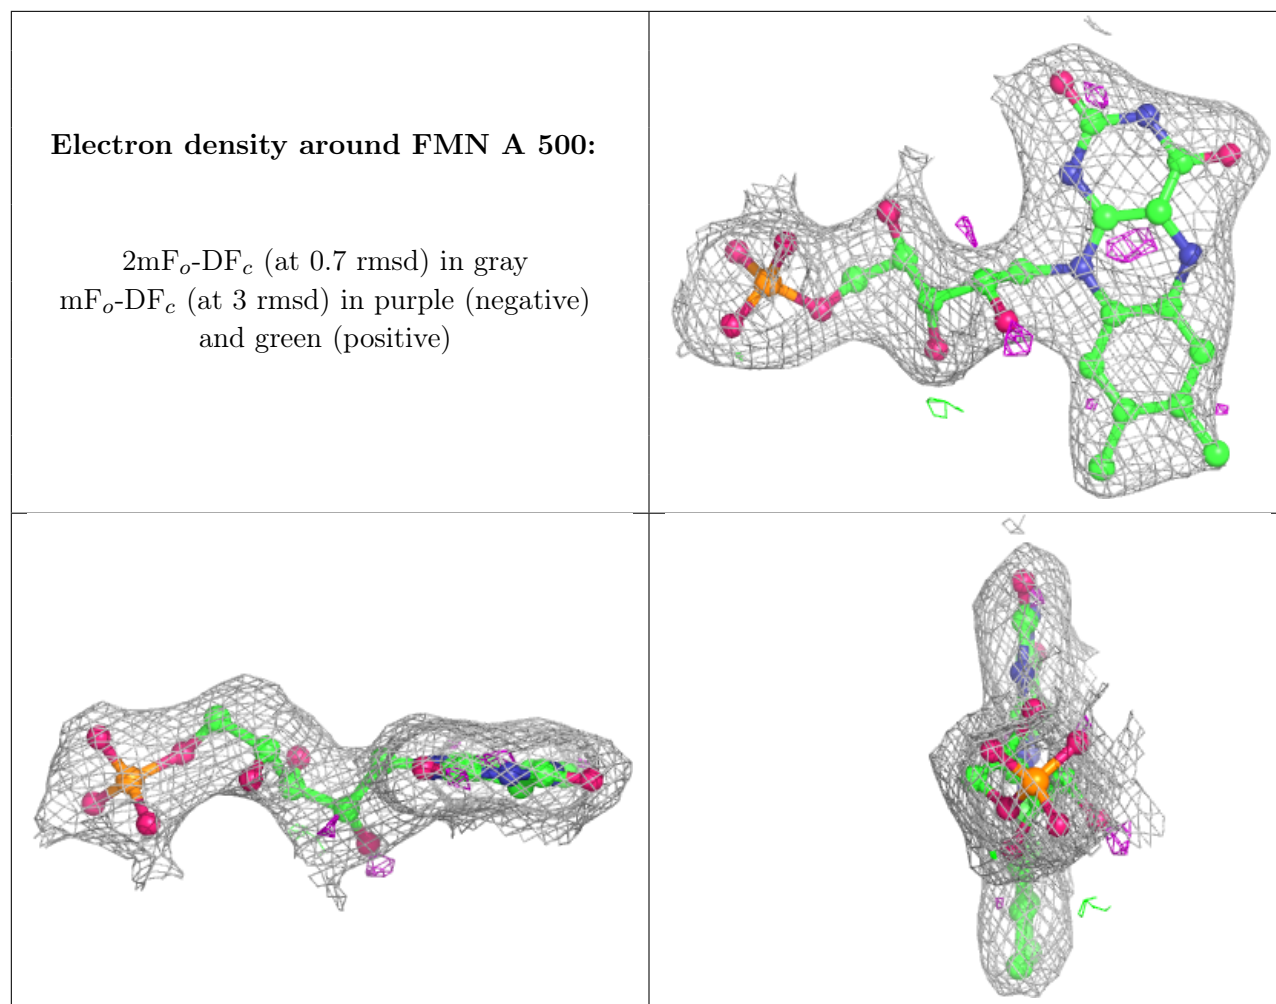 Electron density around FMN A 500:
2mFo-DFc (at 0.7 rmsd) in gray
mFo-DFc (at 3 rmsd) in purple (negative)
and green (positive)